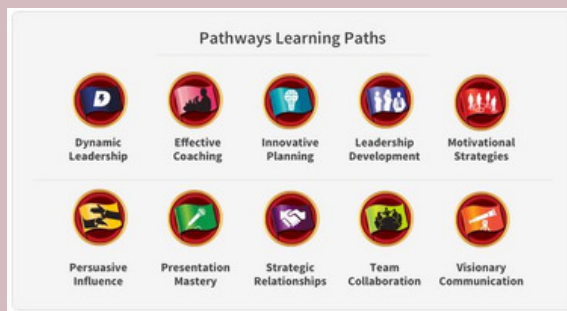 Pathways Learning Paths
D
Dynamic
Leadership
Effective
Coaching
Innovative
Planning
Leadership
Development
Motivational
Strategies
Persuasive
Influence
Presentation
Mastery
Strategic
Relationships
Team
Collaboration
Visionary
Communication